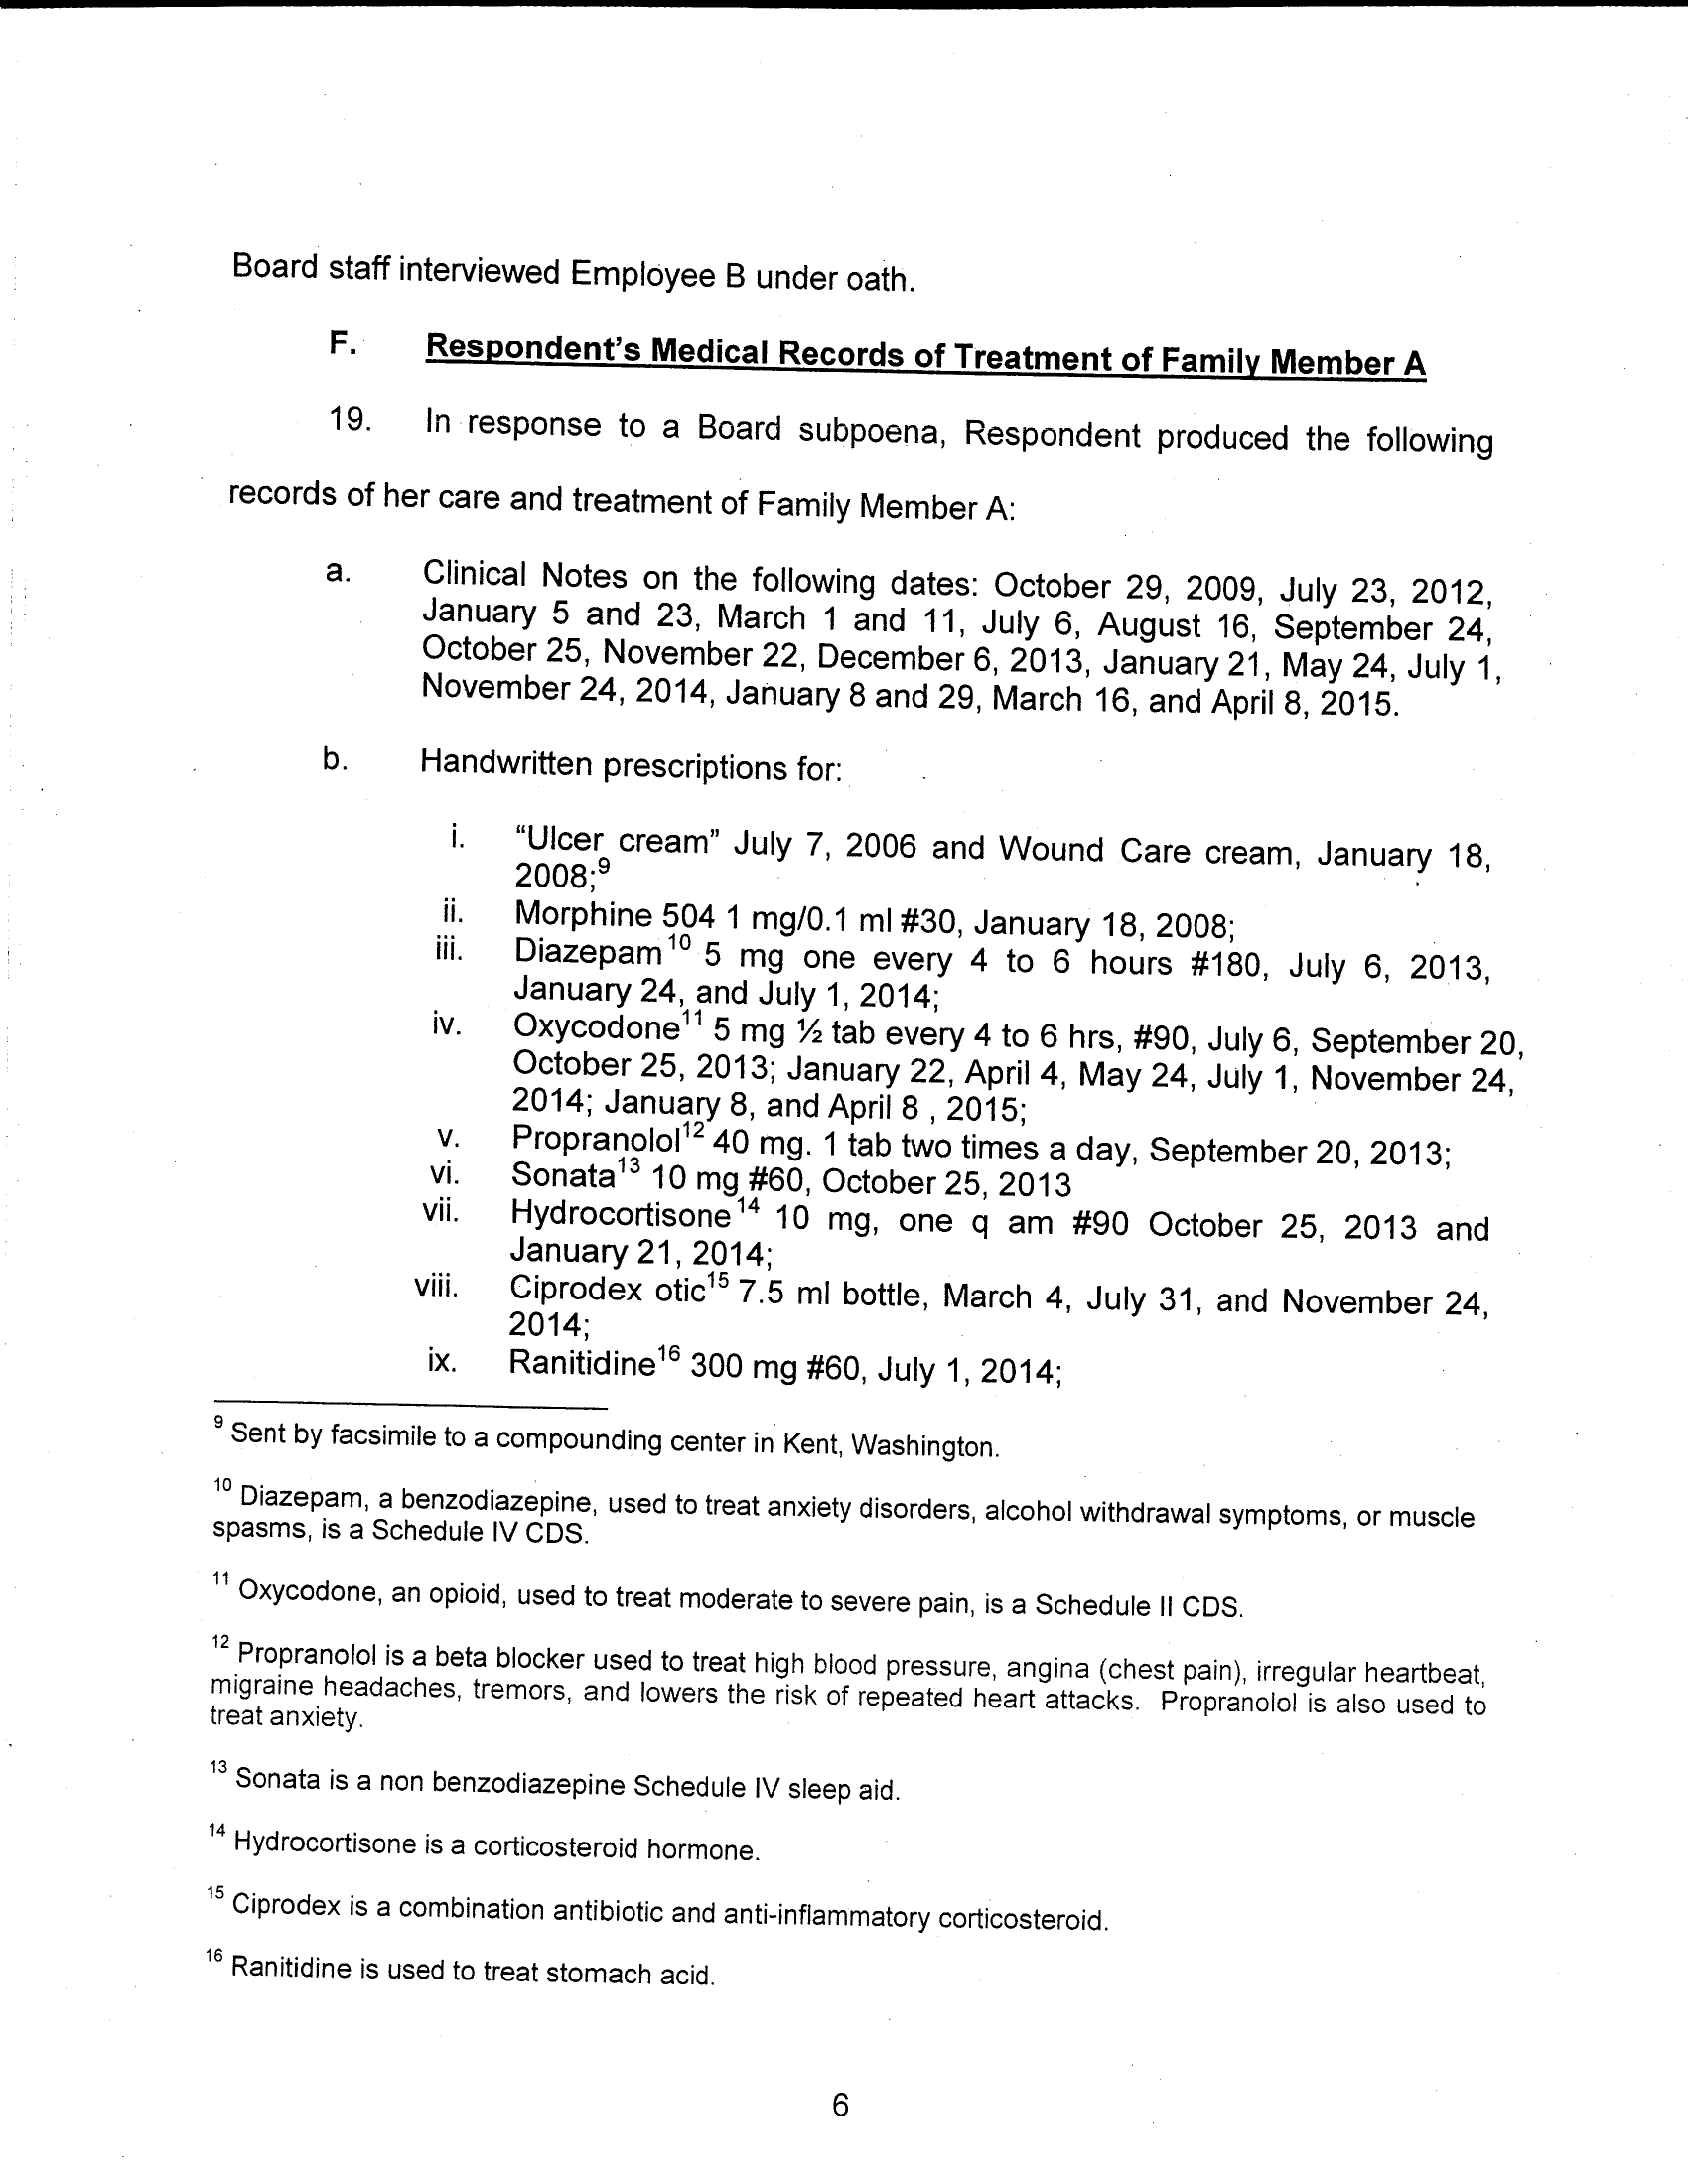 Board staff interviewed Employee B under oath.
F. Respondent's Medical Records of Treatment of Family Member A
19. In response to a Board subpoena, Respondent produced the following
records of her care and treatment of Family Member A:
a. Clinical Notes on the following dates: October 29, 2009, July 23, 2012,
January 5 and 23, March 1 and 11, July 6, August 16, September 24,
October 25, November 22, December 6, 2013, January 21, May 24, July 1,
November 24, 2014, January 8 and 29, March 16, and April 8, 2015.
b. Handwritten prescriptions for:
i. “Ulcer cream” July 7, 2006 and Wound Care cream, January 18,
2008;⁹
ii. Morphine 504 1 mg/0.1 ml #30, January 18, 2008;
iii. Diazepam¹⁰ 5 mg one every 4 to 6 hours #180, July 6, 2013,
January 24, and July 1, 2014;
iv. Oxycodone¹¹ 5 mg ½ tab every 4 to 6 hrs, #90, July 6, September 20,
October 25, 2013; January 22, April 4, May 24, July 1, November 24,
2014; January 8, and April 8 , 2015;
v. Propranolol¹² 40 mg. 1 tab two times a day, September 20, 2013;
vi. Sonata¹³ 10 mg #60, October 25, 2013
vii. Hydrocortisone¹⁴ 10 mg, one q am #90 October 25, 2013 and
January 21, 2014;
viii. Ciprodex otic¹⁵ 7.5 ml bottle, March 4, July 31, and November 24,
2014;
ix. Ranitidine¹⁶ 300 mg #60, July 1, 2014;
⁹ Sent by facsimile to a compounding center in Kent, Washington.
¹⁰ Diazepam, a benzodiazepine, used to treat anxiety disorders, alcohol withdrawal symptoms, or muscle
spasms, is a Schedule IV CDS.
¹¹ Oxycodone, an opioid, used to treat moderate to severe pain, is a Schedule II CDS.
¹² Propranolol is a beta blocker used to treat high blood pressure, angina (chest pain), irregular heartbeat,
migraine headaches, tremors, and lowers the risk of repeated heart attacks. Propranolol is also used to
treat anxiety.
¹³ Sonata is a non benzodiazepine Schedule IV sleep aid.
¹⁴ Hydrocortisone is a corticosteroid hormone.
¹⁵ Ciprodex is a combination antibiotic and anti-inflammatory corticosteroid.
¹⁶ Ranitidine is used to treat stomach acid.
6